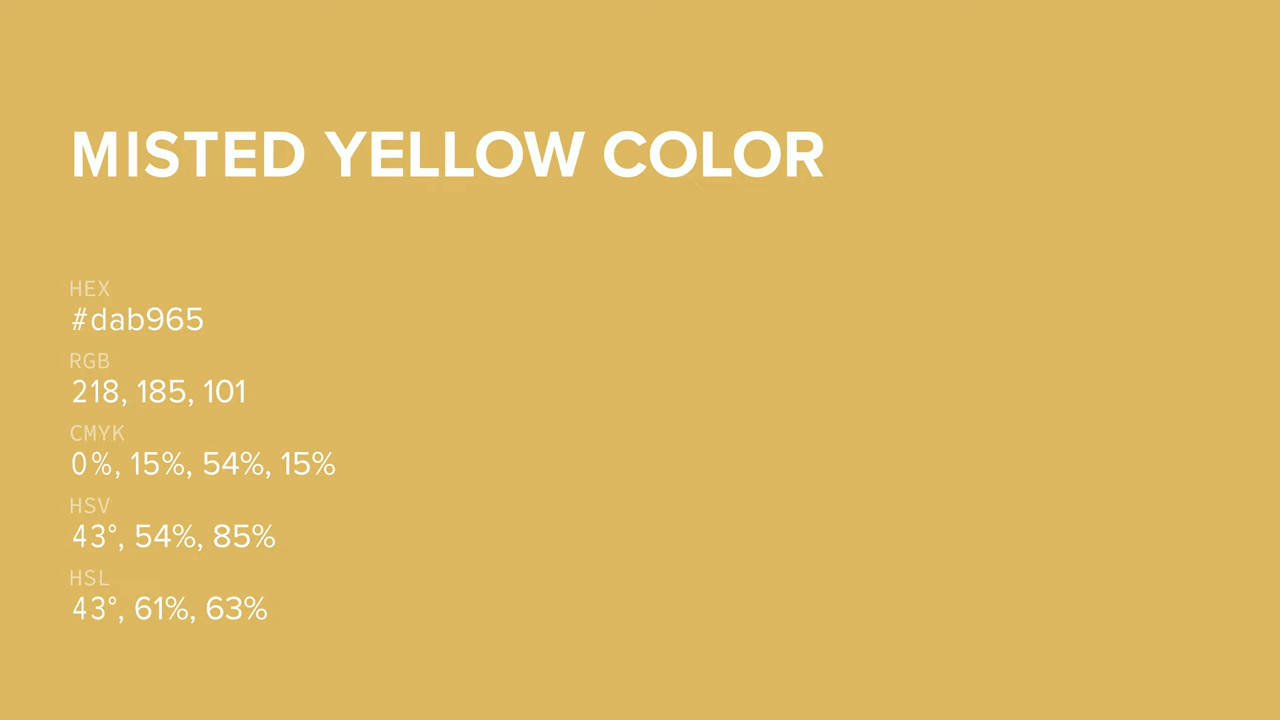 MISTED YELLOW COLOR
HEX
#dab965
RGB
218, 185, 101
CMYK
0%, 15%, 54%, 15%
HSV
43°, 54%, 85%
HSL
43°, 61%, 63%